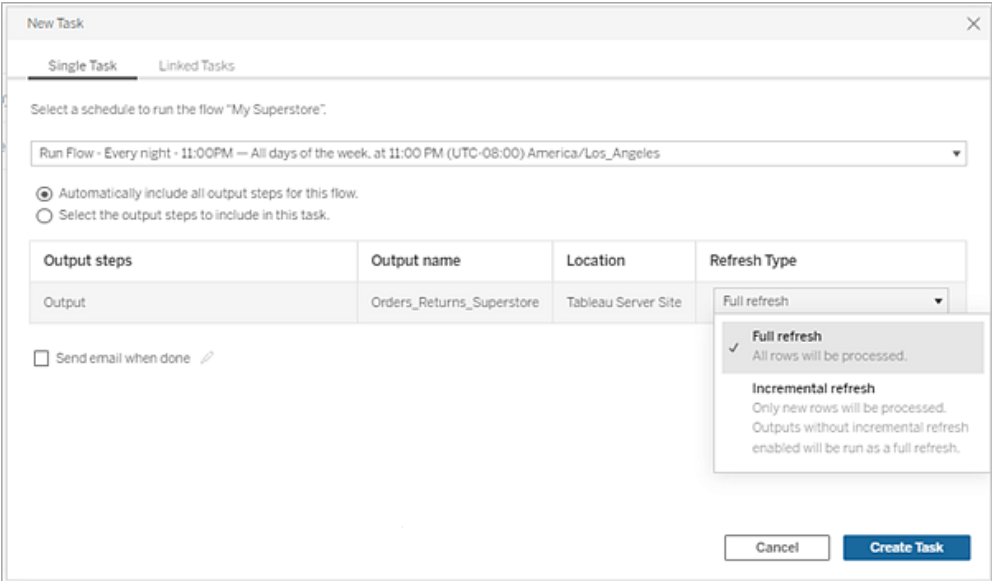 New Task
Single Task
Linked Tasks
Select a schedule to run the flow "My Superstore".
Run Flow - Every night - 11:00PM — All days of the week, at 11:00 PM (UTC-08:00) America/Los_Angeles
Automatically include all output steps for this flow.
Select the output steps to include in this task.
Output steps
Output name
Location
Refresh Type
Output
Orders_Returns_Superstore
Tableau Server Site
Full refresh
Full refresh
All rows will be processed.
Incremental refresh
Only new rows will be processed.
Outputs without incremental refresh
enabled will be run as a full refresh.
Send email when done
Cancel
Create Task